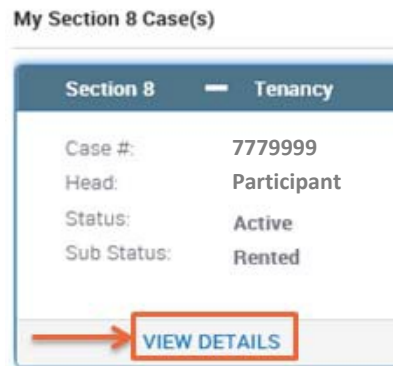 My Section 8 Case(s)
Section 8 – Tenancy
Case #: 7779999
Head: Participant
Status: Active
Sub Status: Rented
VIEW DETAILS